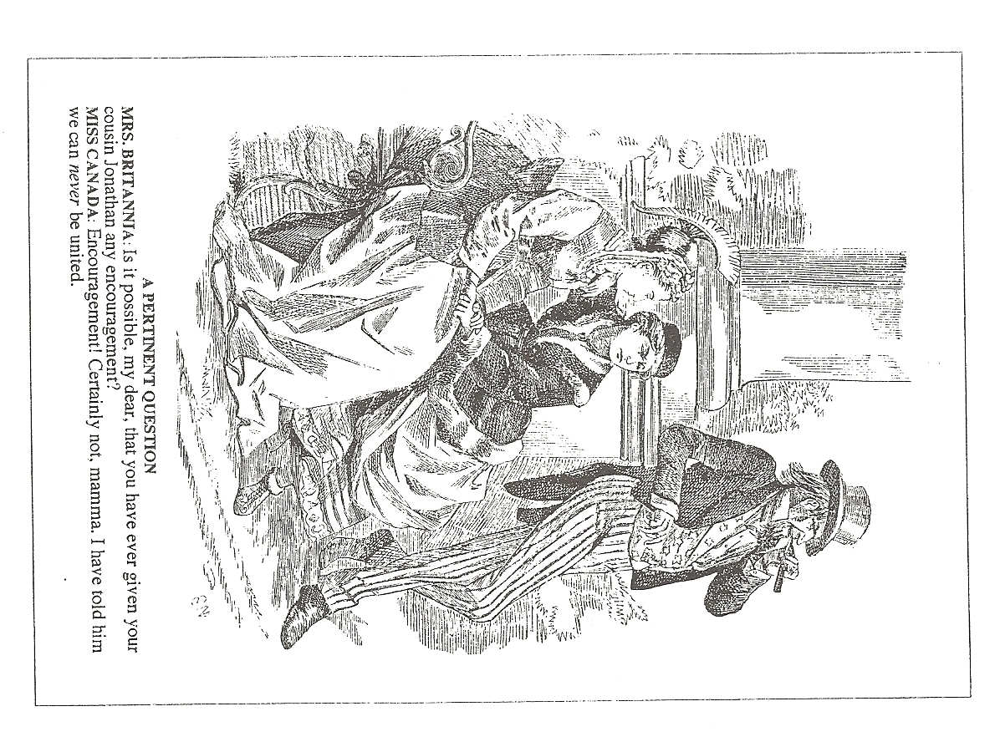 A PERTINENT QUESTION
MRS. BRITANNIA: Is it possible, my dear, that you have ever given your
cousin Jonathan any encouragement?
MISS CANADA: Encouragement! Certainly not, mamma. I have told him
we can never be united.
CANADA